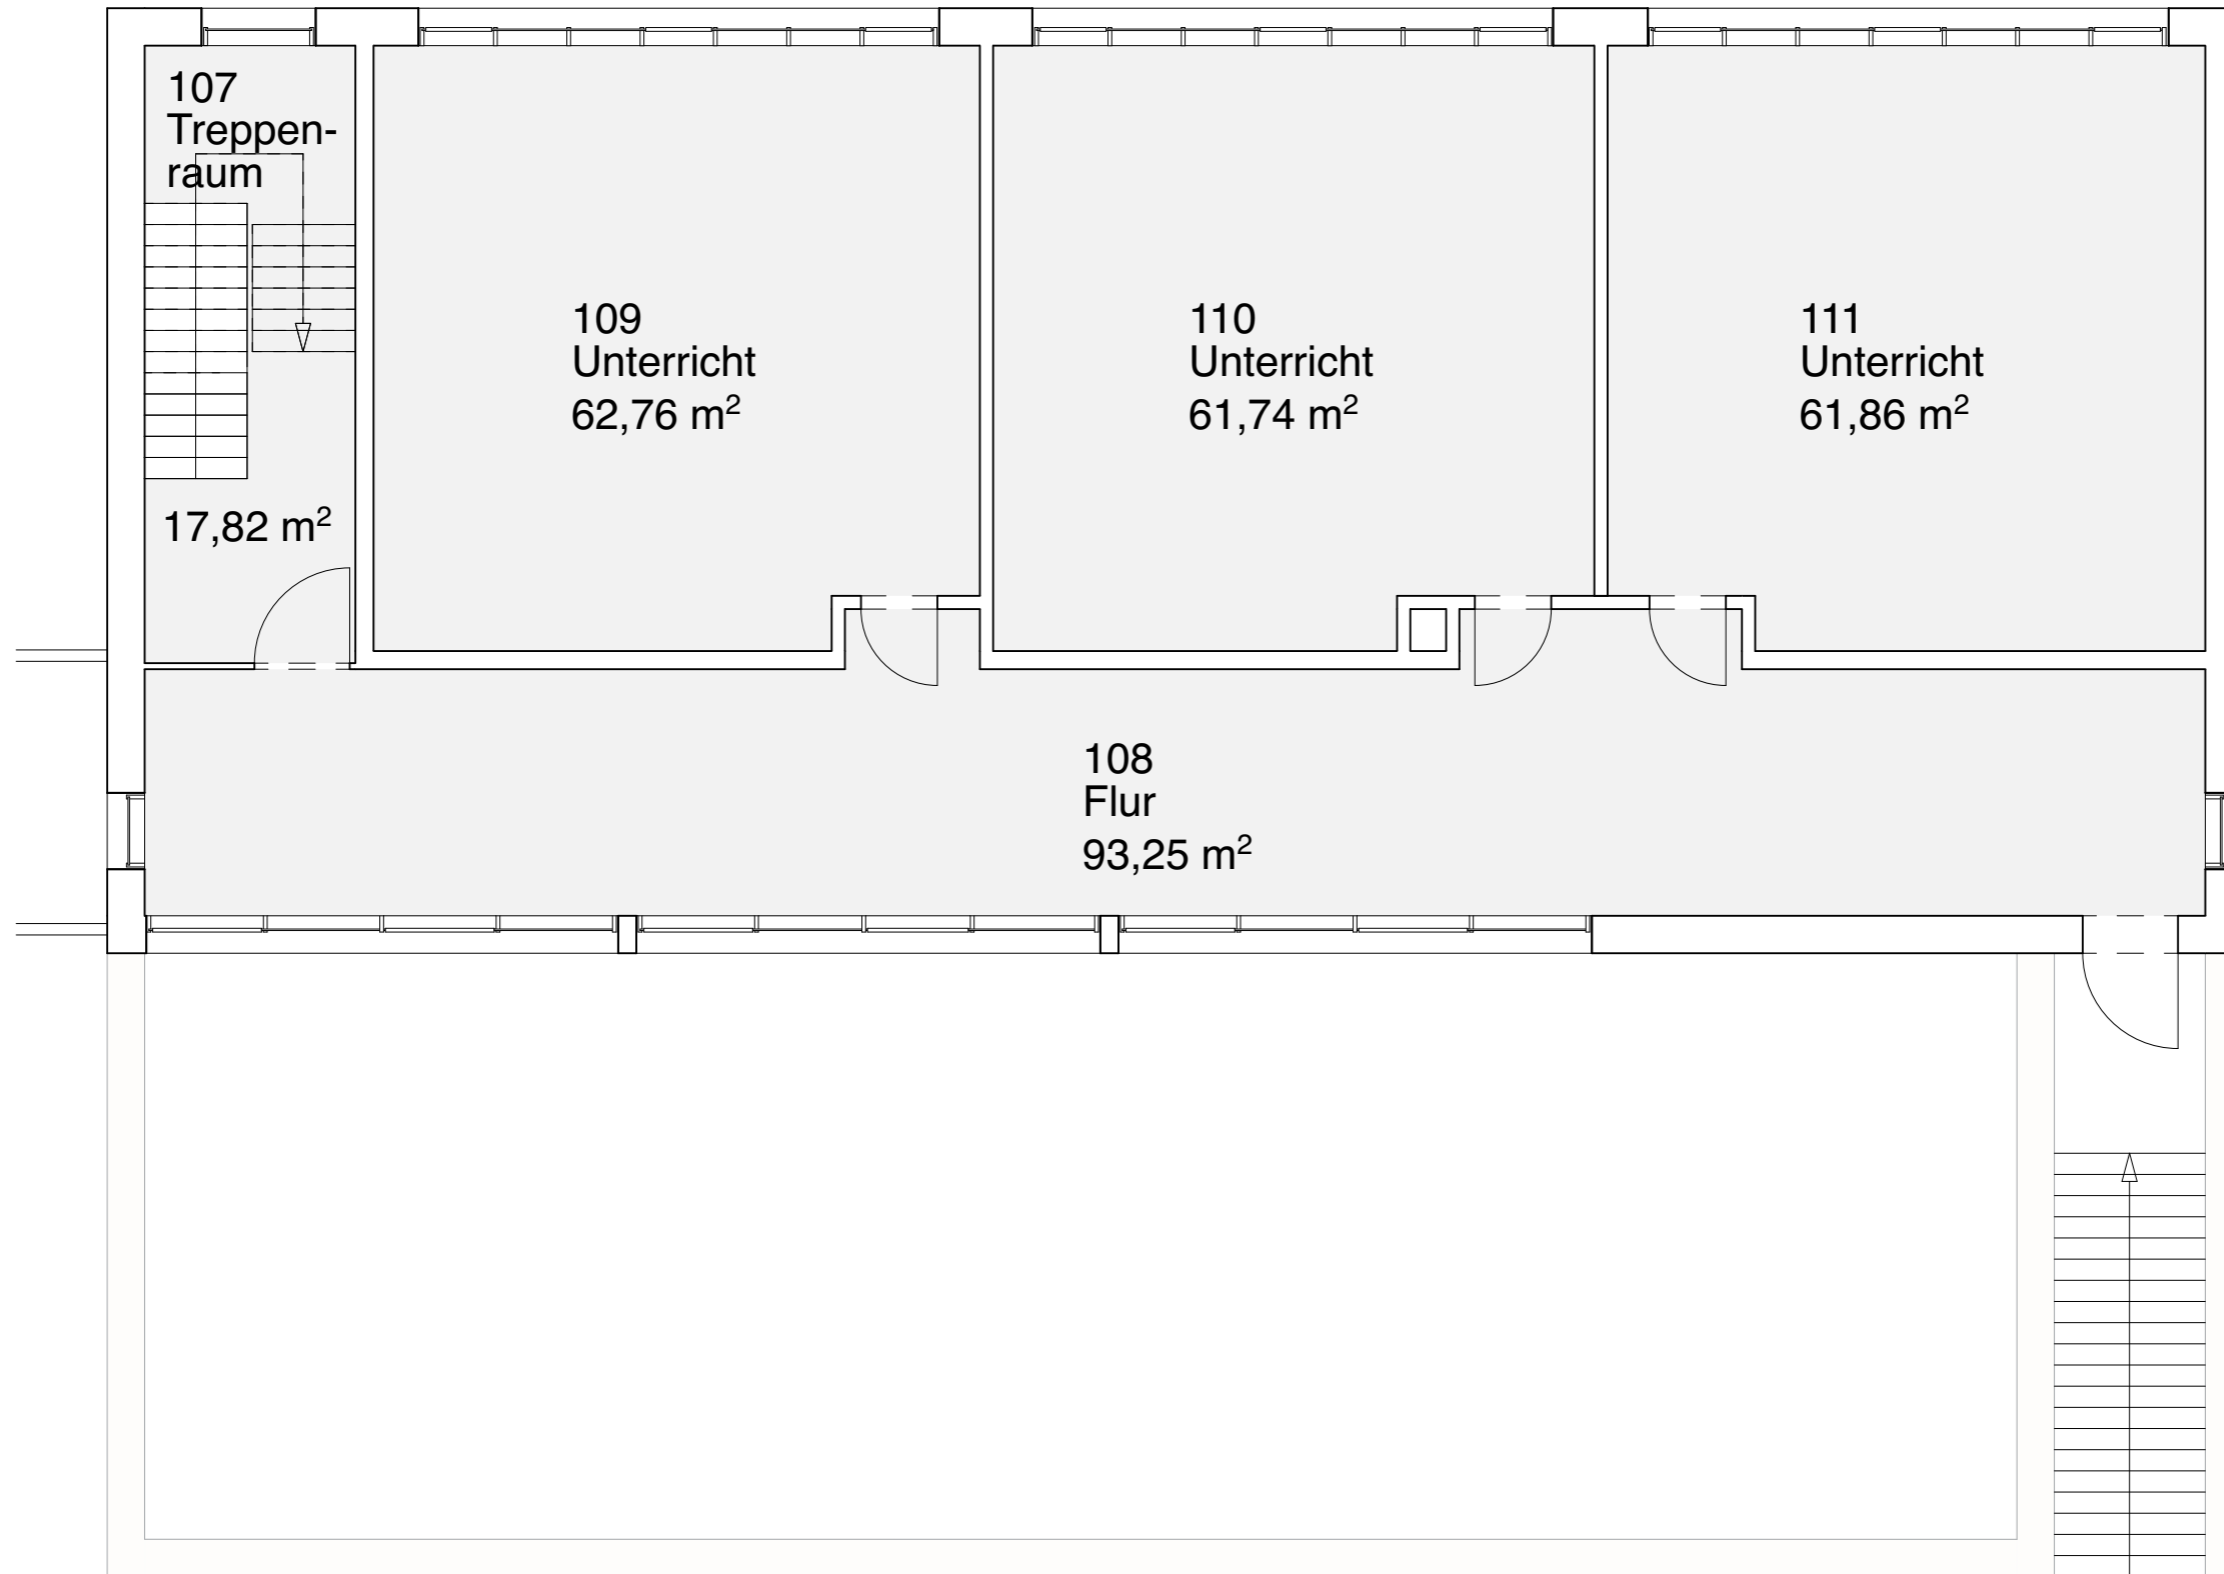 107
Treppen-
raum
17,82 m²
109
Unterricht
62,76 m²
110
Unterricht
61,74 m²
111
Unterricht
61,86 m²
108
Flur
93,25 m²